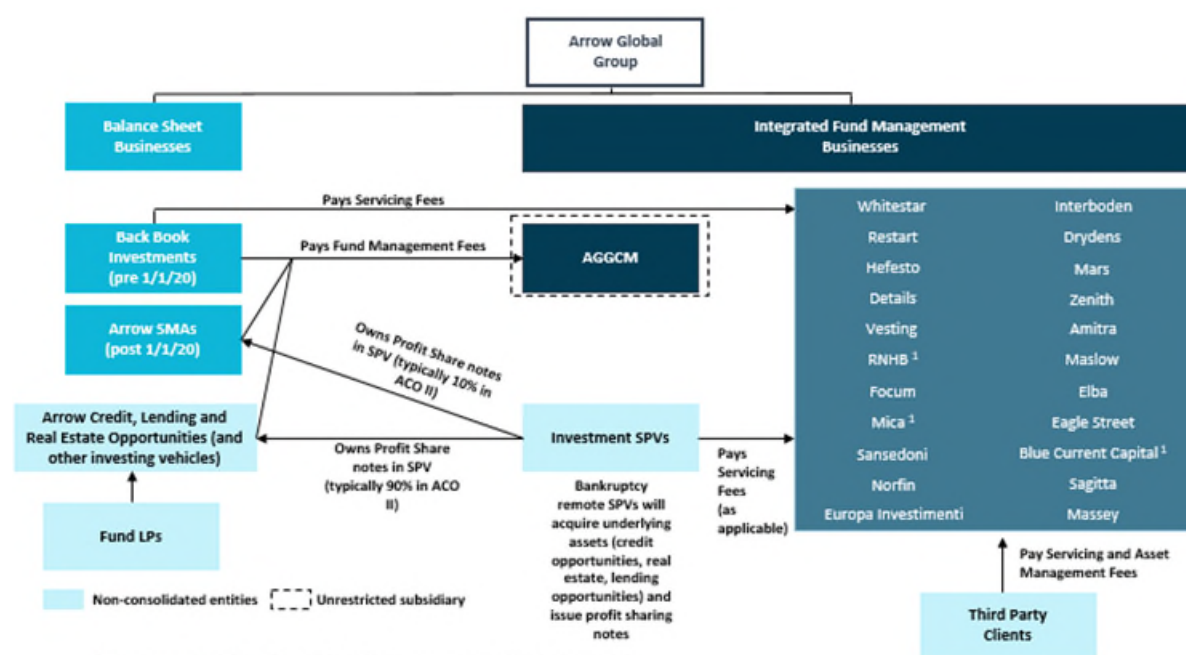 Arrow Global
Group
Balance Sheet
Businesses
Integrated Fund Management
Businesses
Pays Servicing Fees
Back Book
Investments
(pre 1/1/20)
Pays Fund Management Fees
AGGCM
Arrow SMAs
(post 1/1/20)
Owns Profit Share notes
in SPV (typically 10% in
ACO II)
Arrow Credit, Lending and
Real Estate Opportunities (and
other investing vehicles)
Owns Profit Share
notes in SPV
(typically 90% in ACO
II)
Investment SPVs
Pays
Servicing
Fees
(as
applicable)
Bankruptcy
remote SPVs will
acquire underlying
assets (credit
opportunities, real
estate, lending
opportunities) and
issue profit sharing
notes
Fund LPs
Whitestar
Restart
Hefesto
Details
Vesting
RNHB 1
Focum
Mica 1
Sansedoni
Norfin
Europa Investimenti
Interboden
Drydens
Mars
Zenith
Amitra
Maslow
Elba
Eagle Street
Blue Current Capital 1
Sagitta
Massey
Pay Servicing and Asset
Management Fees
Third Party
Clients
Non-consolidated entities
Unrestricted subsidiary